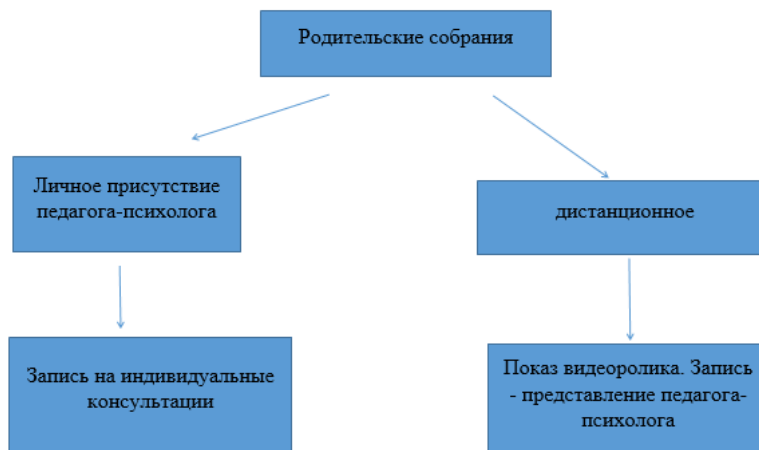 Родительские собрания
Личное присутствие
педагога-психолога
дистанционное
Запись на индивидуальные
консультации
Показ видеоролика. Запись
- представление педагога-
психолога